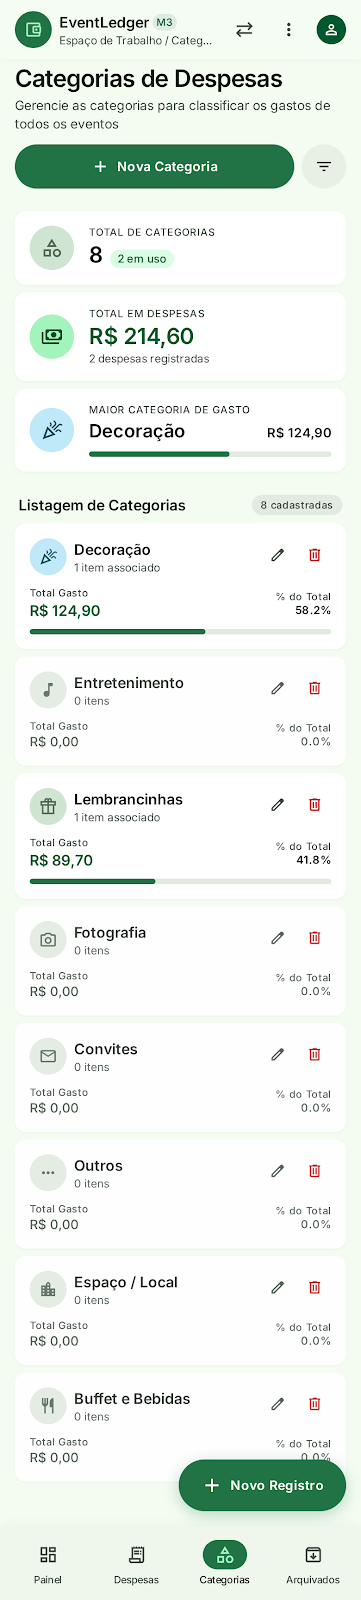 EventLedger M3
Espaço de Trabalho / Categ...
Categorias de Despesas
Gerencie as categorias para classificar os gastos de
todos os eventos
Nova Categoria
TOTAL DE CATEGORIAS
8 2 em uso
TOTAL EM DESPESAS
R$ 214,60
2 despesas registradas
MAIOR CATEGORIA DE GASTO
Decoração R$ 124,90
Listagem de Categorias 8 cadastradas
Decoração
1 item associado
Total Gasto % do Total
R$ 124,90 58.2%
Entretenimento
0 itens
Total Gasto % do Total
R$ 0,00 0.0%
Lembrancinhas
1 item associado
Total Gasto % do Total
R$ 89,70 41.8%
Fotografia
0 itens
Total Gasto % do Total
R$ 0,00 0.0%
Convites
0 itens
Total Gasto % do Total
R$ 0,00 0.0%
Outros
0 itens
Total Gasto % do Total
R$ 0,00 0.0%
Espaço / Local
0 itens
Total Gasto % do Total
R$ 0,00 0.0%
Buffet e Bebidas
0 itens
Total Gasto % do Total
R$ 0,00 0.0%
Novo Registro
Painel Despesas Categorias Arquivados